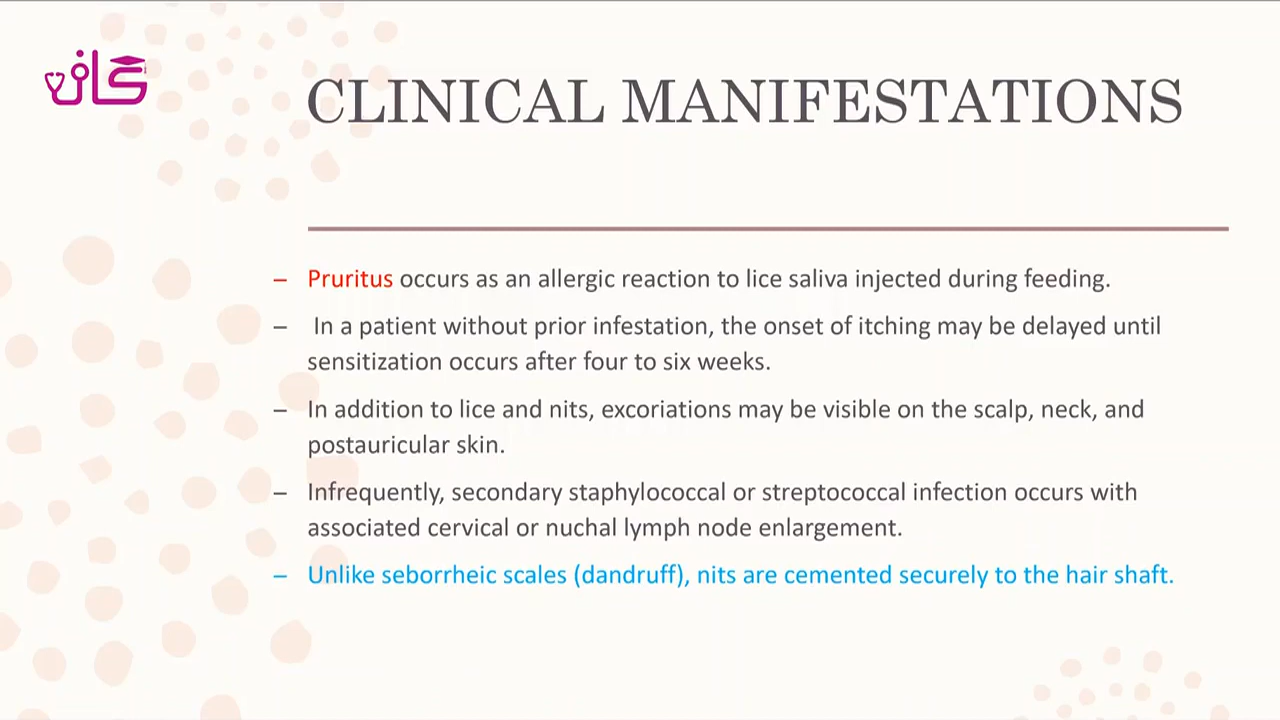 كان
CLINICAL MANIFESTATIONS
– Pruritus occurs as an allergic reaction to lice saliva injected during feeding.
– In a patient without prior infestation, the onset of itching may be delayed until
sensitization occurs after four to six weeks.
– In addition to lice and nits, excoriations may be visible on the scalp, neck, and
postauricular skin.
– Infrequently, secondary staphylococcal or streptococcal infection occurs with
associated cervical or nuchal lymph node enlargement.
– Unlike seborrheic scales (dandruff), nits are cemented securely to the hair shaft.